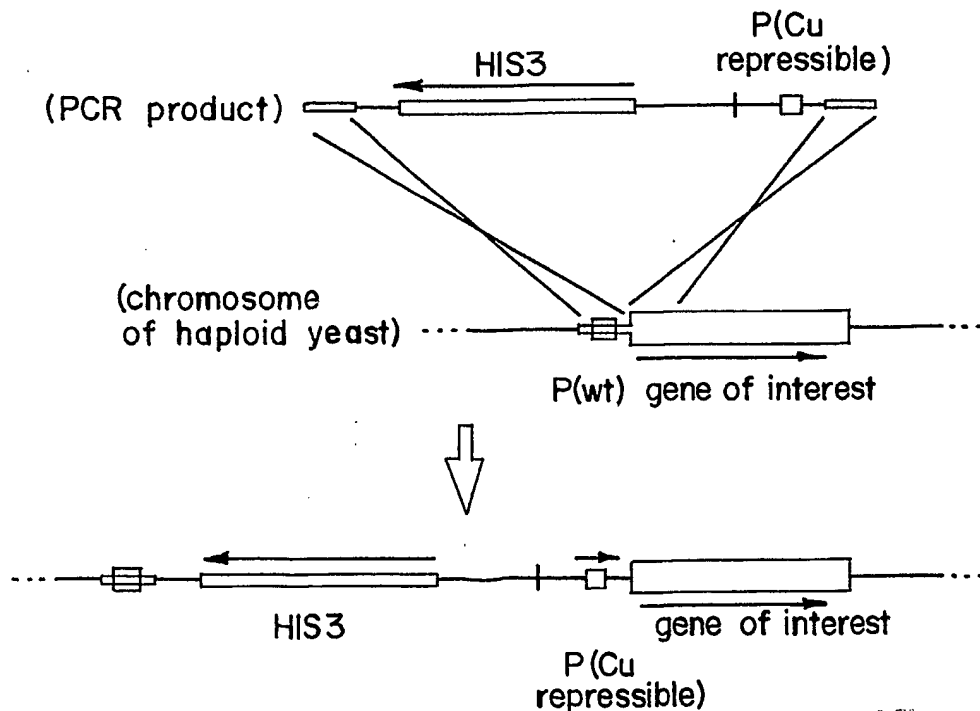 P(Cu
repressible)
HIS3
(PCR product)
(chromosome
of haploid yeast)
P(wt) gene of interest
HIS3
gene of interest
P(Cu
repressible)